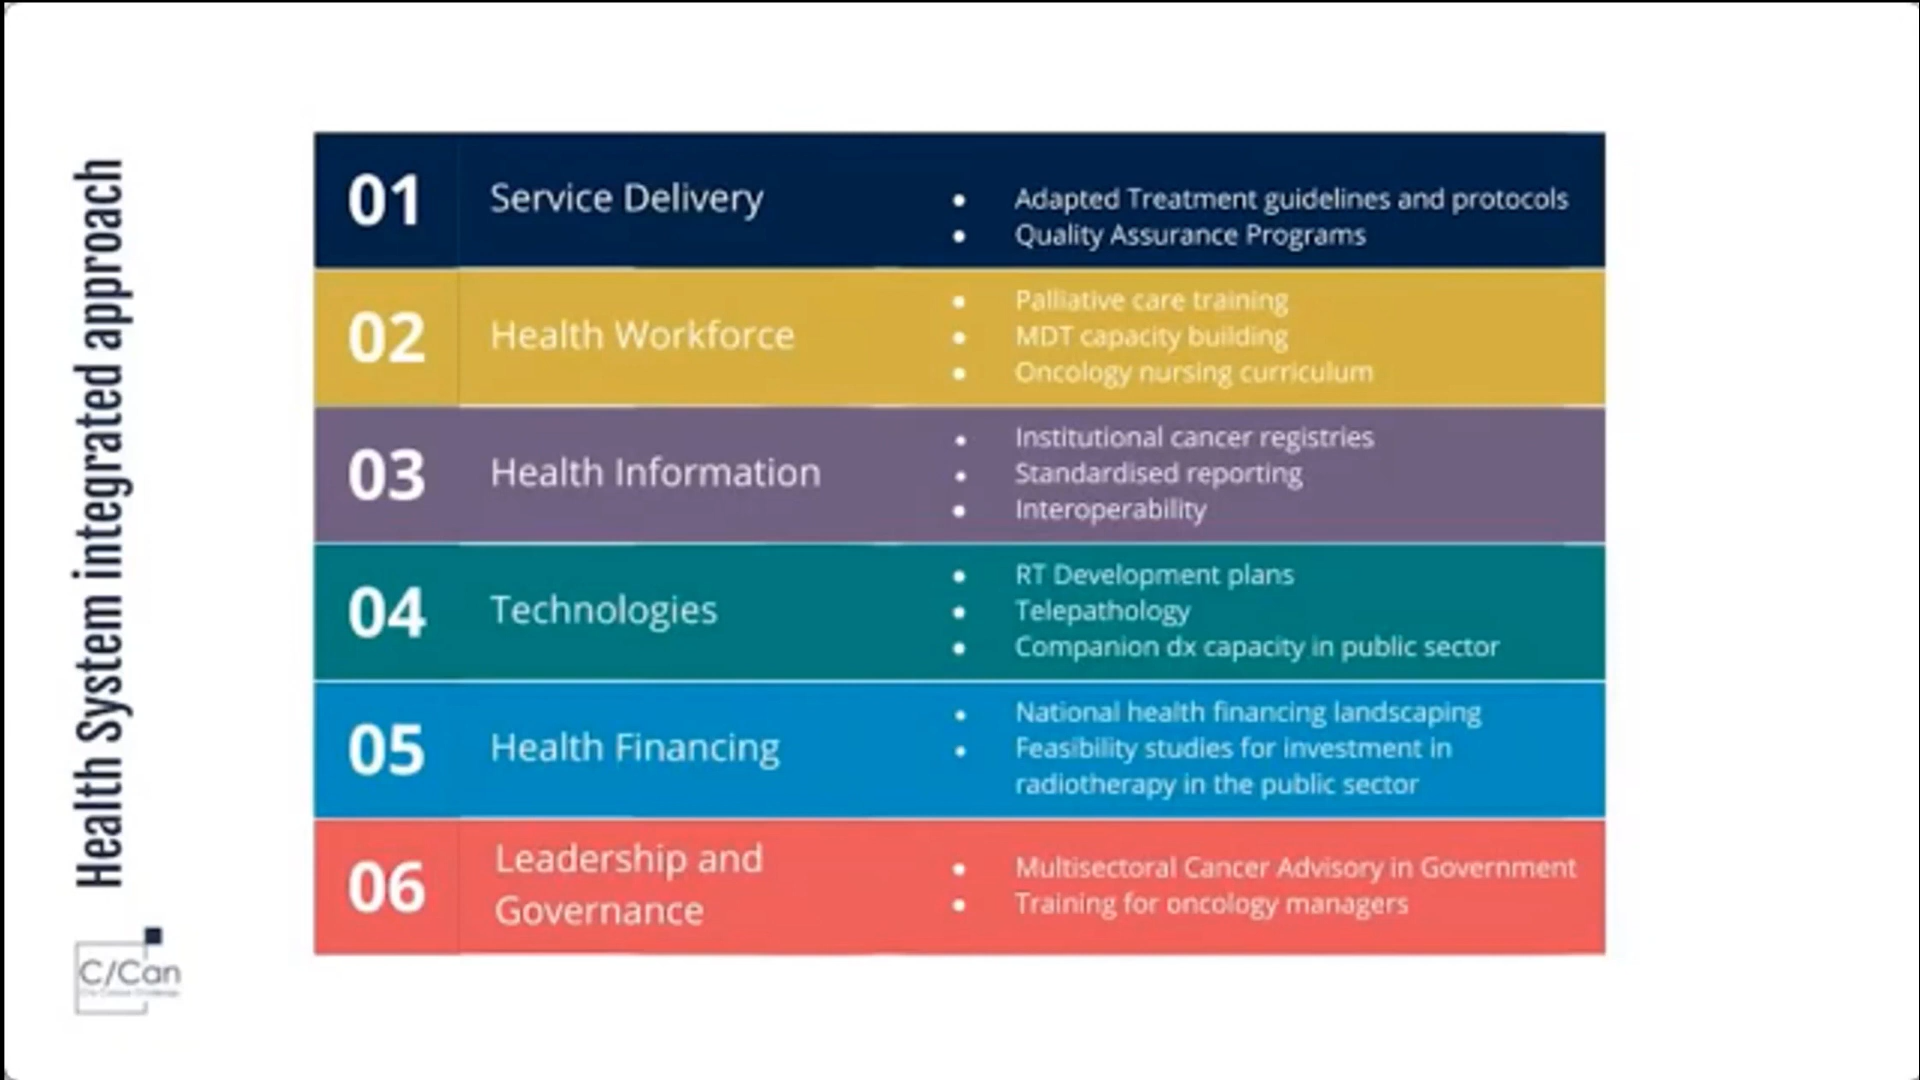 Health System integrated approach
01
Service Delivery
Adapted Treatment guidelines and protocols
Quality Assurance Programs
02
Health Workforce
Palliative care training
MDT capacity building
Oncology nursing curriculum
03
Health Information
Institutional cancer registries
Standardised reporting
Interoperability
04
Technologies
RT Development plans
Telepathology
Companion dx capacity in public sector
05
Health Financing
National health financing landscaping
Feasibility studies for investment in
radiotherapy in the public sector
06
Leadership and
Governance
Multisectoral Cancer Advisory in Government
Training for oncology managers
C/Can